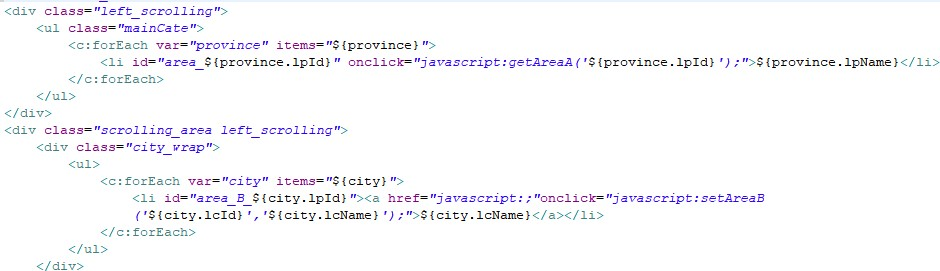 <div class="left_scrolling">
<ul class="mainCate">
<c:forEach var="province" items="${province}">
<li id="area_${province.lpId}" onclick="javascript:getAreaA('${province.lpId}');">${province.lpName}</li>
</c:forEach>
</ul>
</div>
<div class="scrolling_area left_scrolling">
<div class="city_wrap">
<ul>
<c:forEach var="city" items="${city}">
<li id="area_B_${city.lpId}"><a href="javascript:;"onclick="javascript:setAreaB
('${city.lcId}','${city.lcName}');">${city.lcName}</a></li>
</c:forEach>
</ul>
</div>